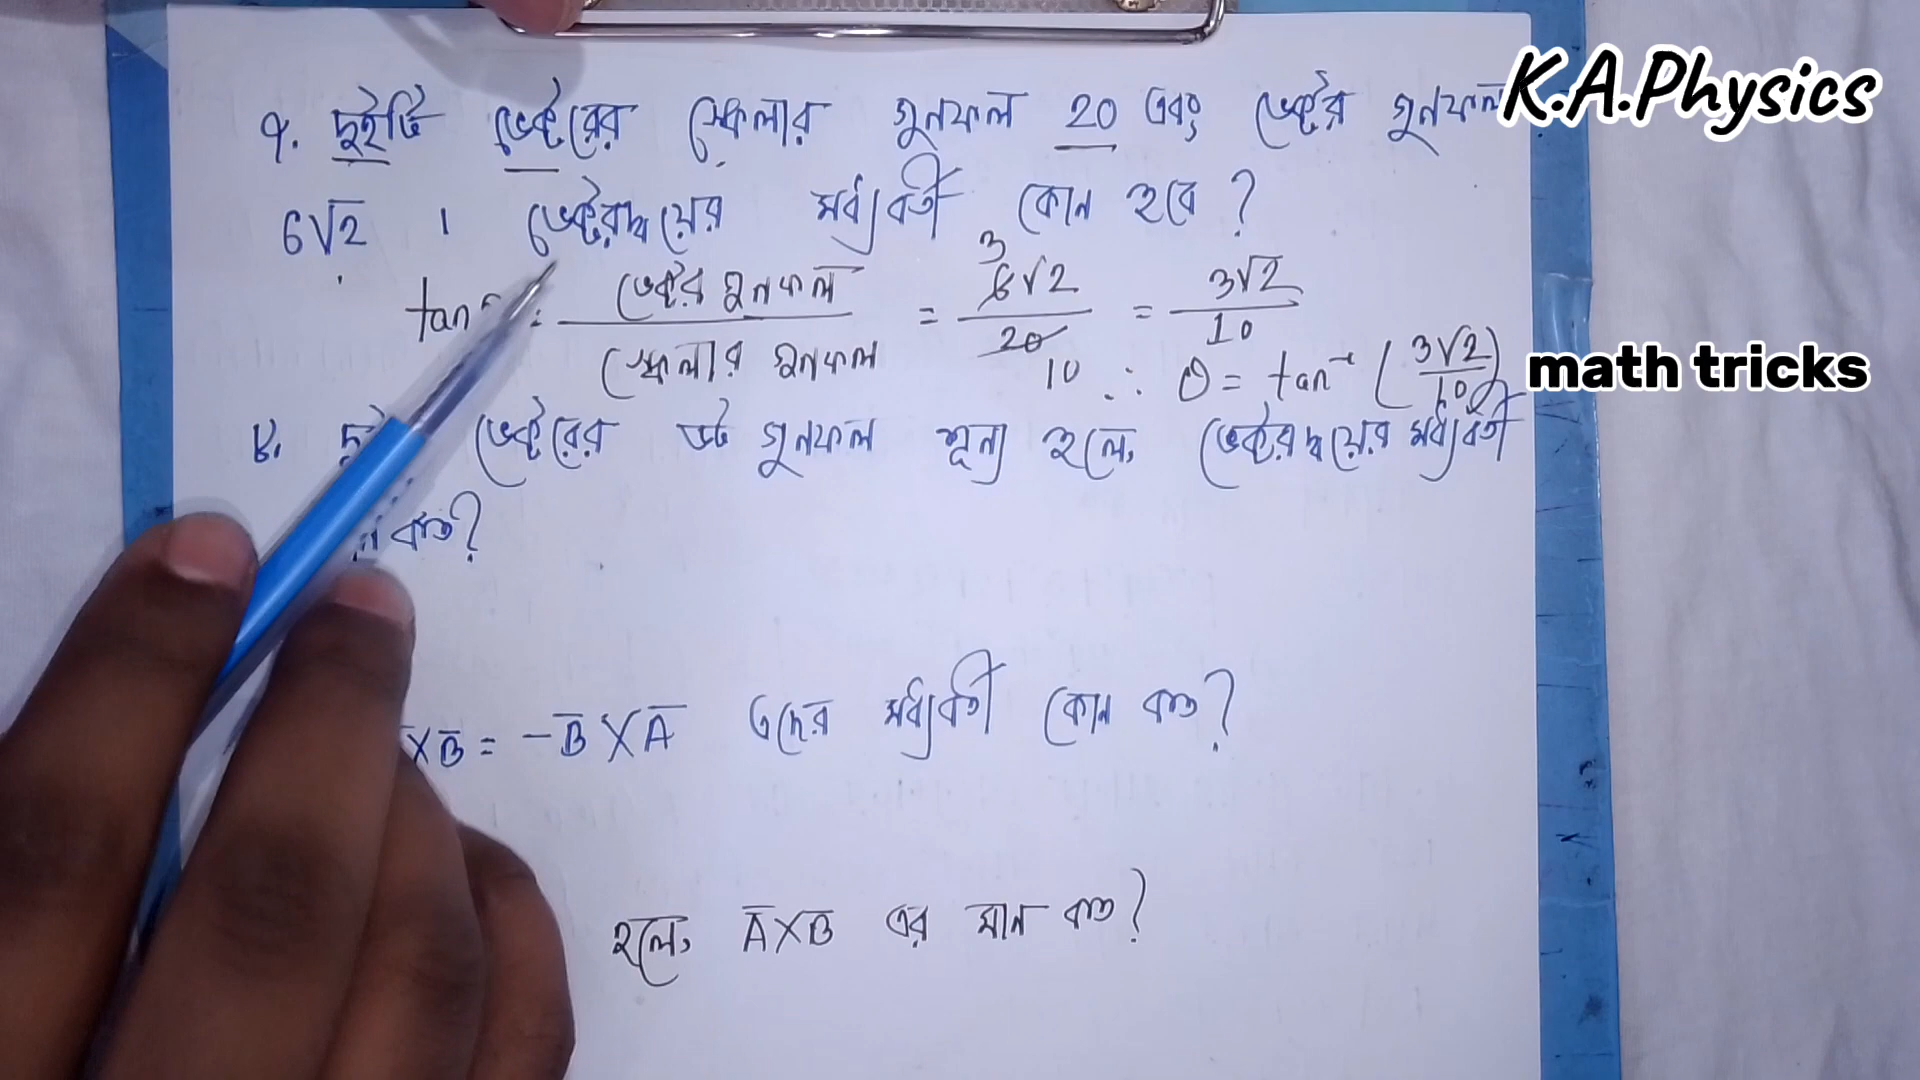 ৭. দুইটি ভেক্টরের স্কেলার গুনফল 20 এবং ভেক্টর গুনফল
K.A.Physics
6√2 । ভেক্টরদ্বয়ের মধ্যবর্তী কোন হবে ?
tan = ভেক্টর গুনফল / স্কেলার গুনফল = 6√2 / 20 = 3√2 / 10
3
10 ∴ θ = tan⁻¹ (3√2 / 10)
math tricks
৮. ভেক্টরের ডট গুনফল শূন্য হলে, ভেক্টরদ্বয়ের মধ্যবর্তী
কত?
×B̅ = −B̅ × A̅ এদের মধ্যবর্তী কোন কত?
হলে, A̅×B̅ এর মান কত?